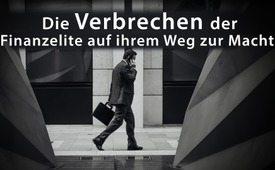 Die Verbrechen der
Finanzelite auf ihrem Weg zur Macht